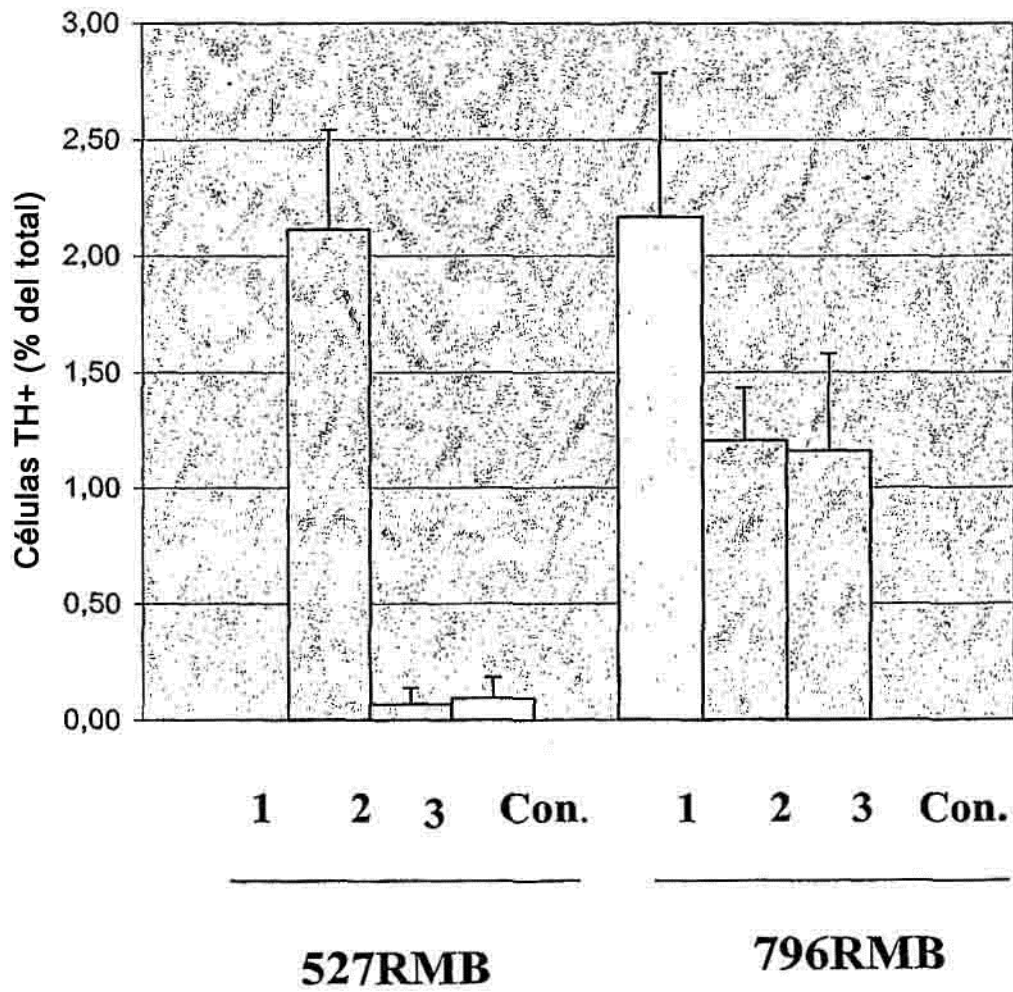 Células TH+ (% del total)
3,00
2,50
2,00
1,50
1,00
0,50
0,00
1 2 3 Con. 1 2 3 Con.
527RMB 796RMB